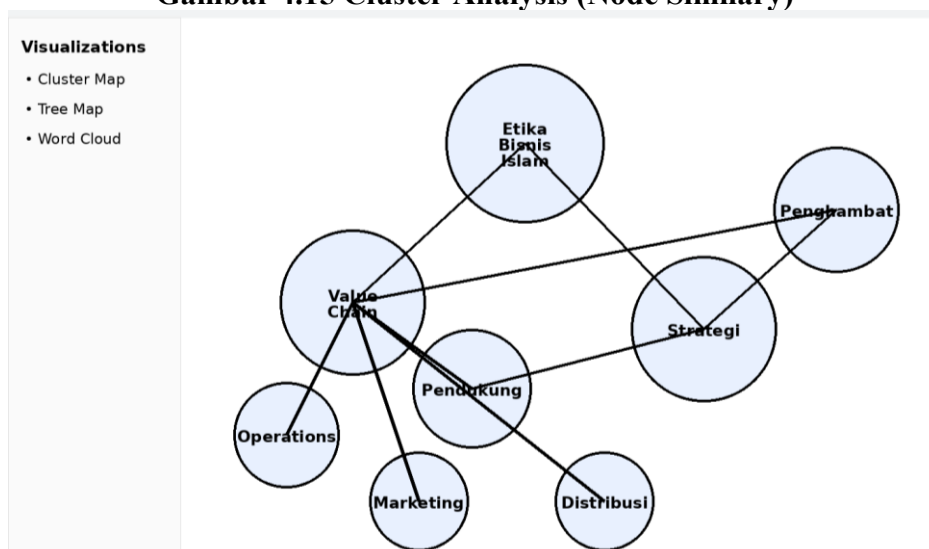 Gambar 4.15 Cluster Analysis (Node Similary)
Visualizations
• Cluster Map
• Tree Map
• Word Cloud
Etika
Bisnis
Islam
Penghambat
Value
Chain
Strategi
Pendukung
Operations
Marketing
Distribusi